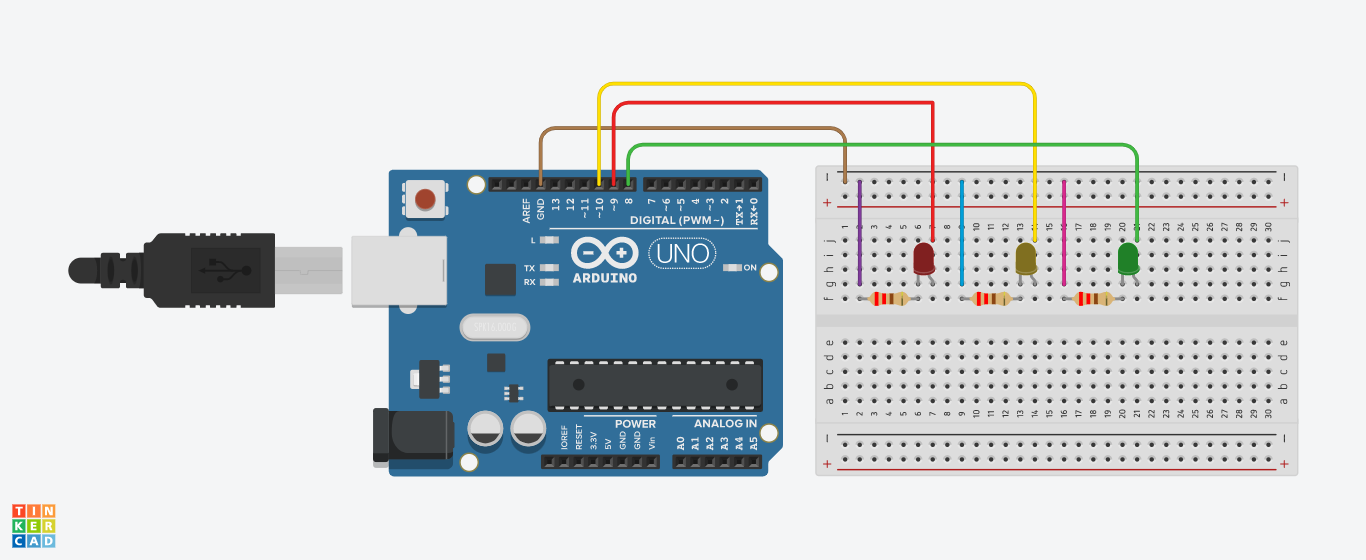 AREF
GND
13
12
~11
~10
~9
8
7
~6
~5
4
~3
2
TX→1
RX←0
DIGITAL (PWM~)
L
TX
RX
ARDUINO
UNO
ON
POWER
ANALOG IN
IOREF
RESET
3.3V
5V
GND
GND
Vin
A0
A1
A2
A3
A4
A5
− −
+ +
1 2 3 4 5 6 7 8 9 10 11 12 13 14 15 16 17 18 19 20 21 22 23 24 25 26 27 28 29 30
j j
i i
h h
g g
f f
e e
d d
c c
b b
a a
1 2 3 4 5 6 7 8 9 10 11 12 13 14 15 16 17 18 19 20 21 22 23 24 25 26 27 28 29 30
− −
+ +
TIN
KER
CAD